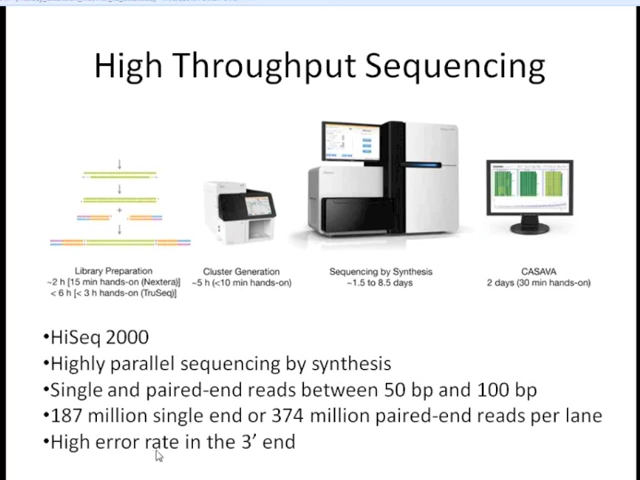 High Throughput Sequencing
Library Preparation
~2 h [15 min hands-on (Nextera)]
< 6 h [< 3 h hands-on (TruSeq)]
Cluster Generation
~5 h (<10 min hands-on)
Sequencing by Synthesis
~1.5 to 8.5 days
CASAVA
2 days (30 min hands-on)
•HiSeq 2000
•Highly parallel sequencing by synthesis
•Single and paired-end reads between 50 bp and 100 bp
•187 million single end or 374 million paired-end reads per lane
•High error rate in the 3’ end